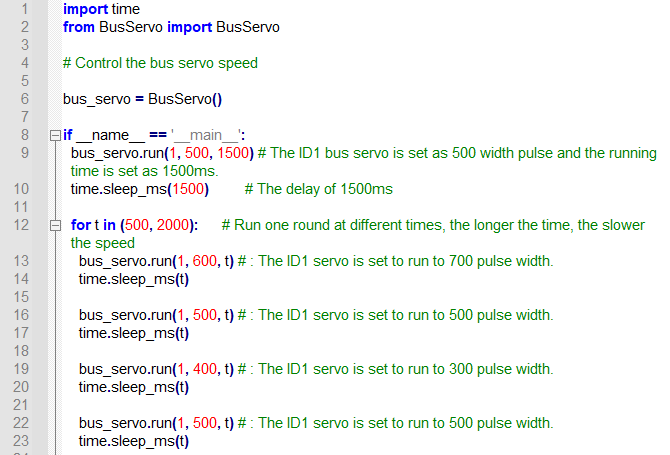 1 import time
2 from BusServo import BusServo
3
4 # Control the bus servo speed
5
6 bus_servo = BusServo()
7
8 if __name__ == '__main__':
9 bus_servo.run(1, 500, 1500) # The ID1 bus servo is set as 500 width pulse and the running
time is set as 1500ms.
10 time.sleep_ms(1500) # The delay of 1500ms
11
12 for t in (500, 2000): # Run one round at different times, the longer the time, the slower
the speed
13 bus_servo.run(1, 600, t) # : The ID1 servo is set to run to 700 pulse width.
14 time.sleep_ms(t)
15
16 bus_servo.run(1, 500, t) # : The ID1 servo is set to run to 500 pulse width.
17 time.sleep_ms(t)
18
19 bus_servo.run(1, 400, t) # : The ID1 servo is set to run to 300 pulse width.
20 time.sleep_ms(t)
21
22 bus_servo.run(1, 500, t) # : The ID1 servo is set to run to 500 pulse width.
23 time.sleep_ms(t)